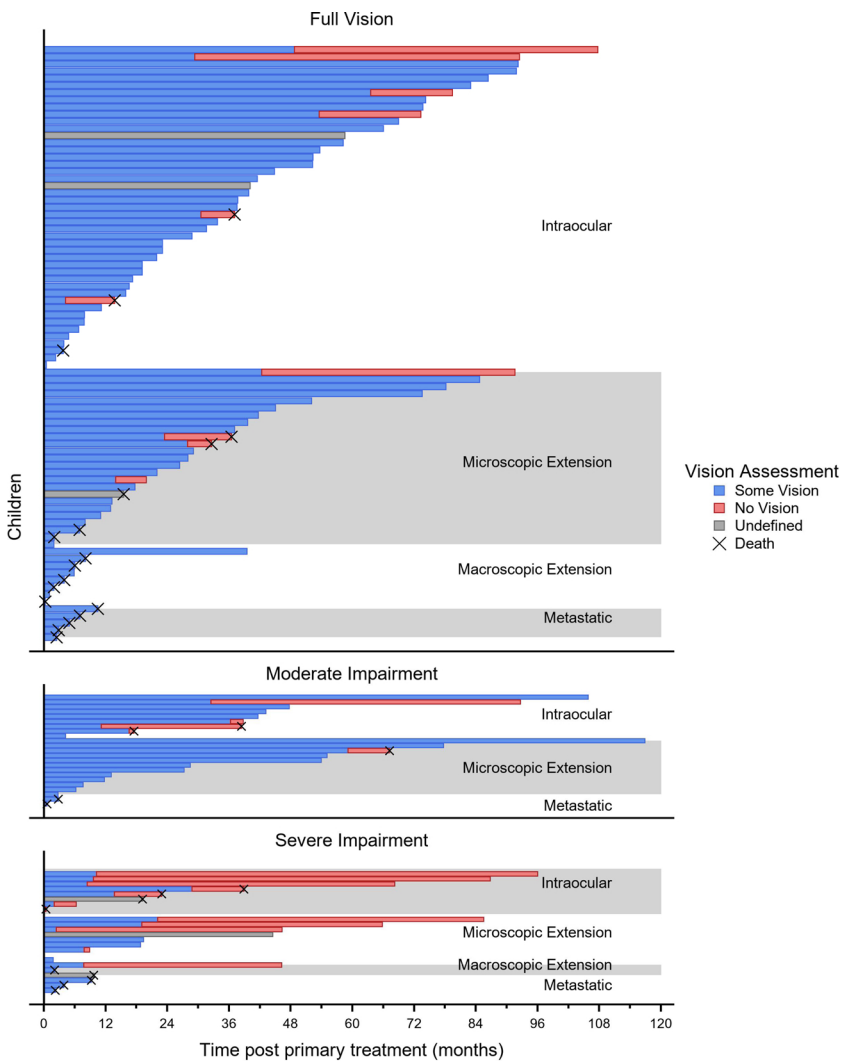 Full Vision
Intraocular
Microscopic Extension
Macroscopic Extension
Metastatic
Children
Vision Assessment
Some Vision
No Vision
Undefined
Death
Moderate Impairment
Intraocular
Microscopic Extension
Metastatic
Severe Impairment
Intraocular
Microscopic Extension
Macroscopic Extension
Metastatic
0 12 24 36 48 60 72 84 96 108 120
Time post primary treatment (months)